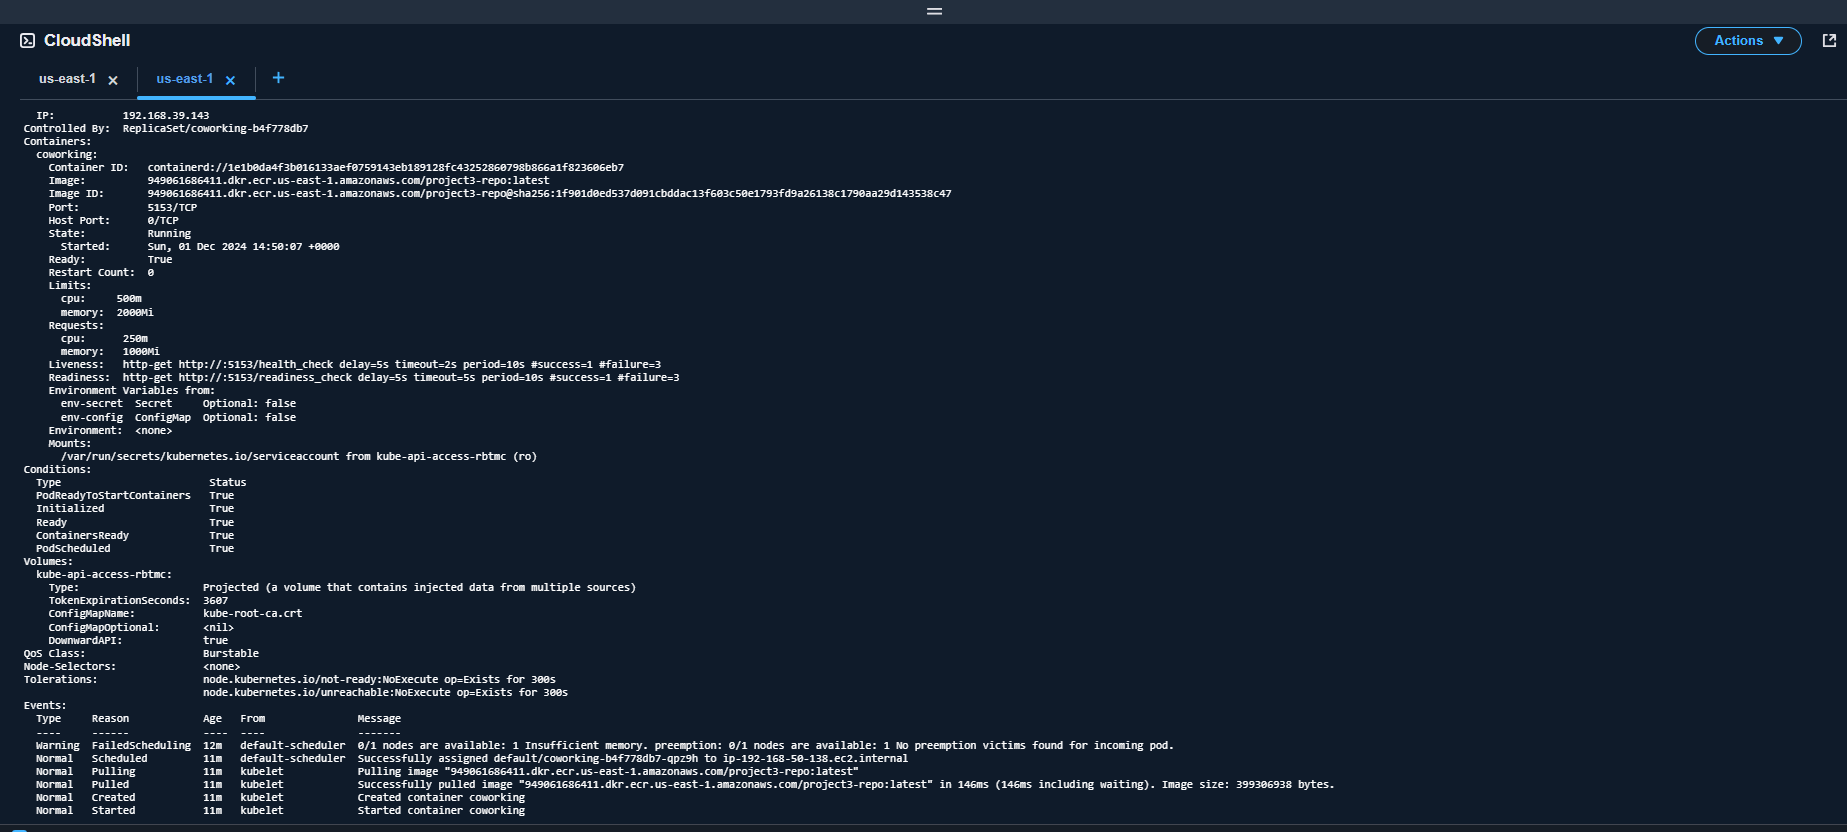 CloudShell
Actions
us-east-1
us-east-1
IP: 192.168.39.143
Controlled By: ReplicaSet/coworking-b4f778db7
Containers:
coworking:
Container ID: containerd://1e1b0da4f3b016133aef0759143eb189128fc43252860798b866a1f823606eb7
Image: 949061686411.dkr.ecr.us-east-1.amazonaws.com/project3-repo:latest
Image ID: 949061686411.dkr.ecr.us-east-1.amazonaws.com/project3-repo@sha256:1f901d0ed537d091cbddac13f603c50e1793fd9a26138c1790aa29d143538c47
Port: 5153/TCP
Host Port: 0/TCP
State: Running
Started: Sun, 01 Dec 2024 14:50:07 +0000
Ready: True
Restart Count: 0
Limits:
cpu: 500m
memory: 2000Mi
Requests:
cpu: 250m
memory: 1000Mi
Liveness: http-get http://:5153/health_check delay=5s timeout=2s period=10s #success=1 #failure=3
Readiness: http-get http://:5153/readiness_check delay=5s timeout=5s period=10s #success=1 #failure=3
Environment Variables from:
env-secret Secret Optional: false
env-config ConfigMap Optional: false
Environment: <none>
Mounts:
/var/run/secrets/kubernetes.io/serviceaccount from kube-api-access-rbtmc (ro)
Conditions:
Type Status
PodReadyToStartContainers True
Initialized True
Ready True
ContainersReady True
PodScheduled True
Volumes:
kube-api-access-rbtmc:
Type: Projected (a volume that contains injected data from multiple sources)
TokenExpirationSeconds: 3607
ConfigMapName: kube-root-ca.crt
ConfigMapOptional: <nil>
DownwardAPI: true
QoS Class: Burstable
Node-Selectors: <none>
Tolerations: node.kubernetes.io/not-ready:NoExecute op=Exists for 300s
node.kubernetes.io/unreachable:NoExecute op=Exists for 300s
Events:
Type Reason Age From Message
---- ------ ---- ---- -------
Warning FailedScheduling 12m default-scheduler 0/1 nodes are available: 1 Insufficient memory. preemption: 0/1 nodes are available: 1 No preemption victims found for incoming pod.
Normal Scheduled 11m default-scheduler Successfully assigned default/coworking-b4f778db7-qpz9h to ip-192-168-50-138.ec2.internal
Normal Pulling 11m kubelet Pulling image "949061686411.dkr.ecr.us-east-1.amazonaws.com/project3-repo:latest"
Normal Pulled 11m kubelet Successfully pulled image "949061686411.dkr.ecr.us-east-1.amazonaws.com/project3-repo:latest" in 146ms (146ms including waiting). Image size: 399306938 bytes.
Normal Created 11m kubelet Created container coworking
Normal Started 11m kubelet Started container coworking